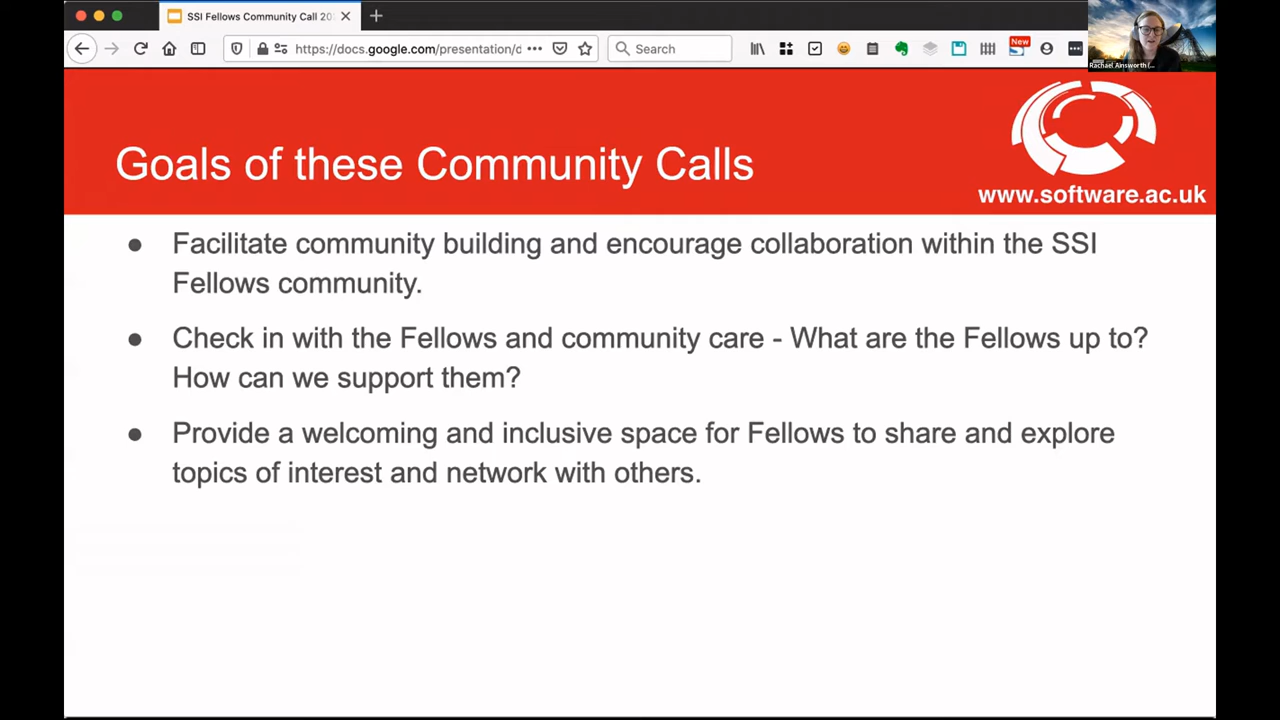 SSI Fellows Community Call 20
https://docs.google.com/presentation/d
Search
New
Rachael Ainsworth (...
Goals of these Community Calls
www.software.ac.uk
● Facilitate community building and encourage collaboration within the SSI
Fellows community.
● Check in with the Fellows and community care - What are the Fellows up to?
How can we support them?
● Provide a welcoming and inclusive space for Fellows to share and explore
topics of interest and network with others.